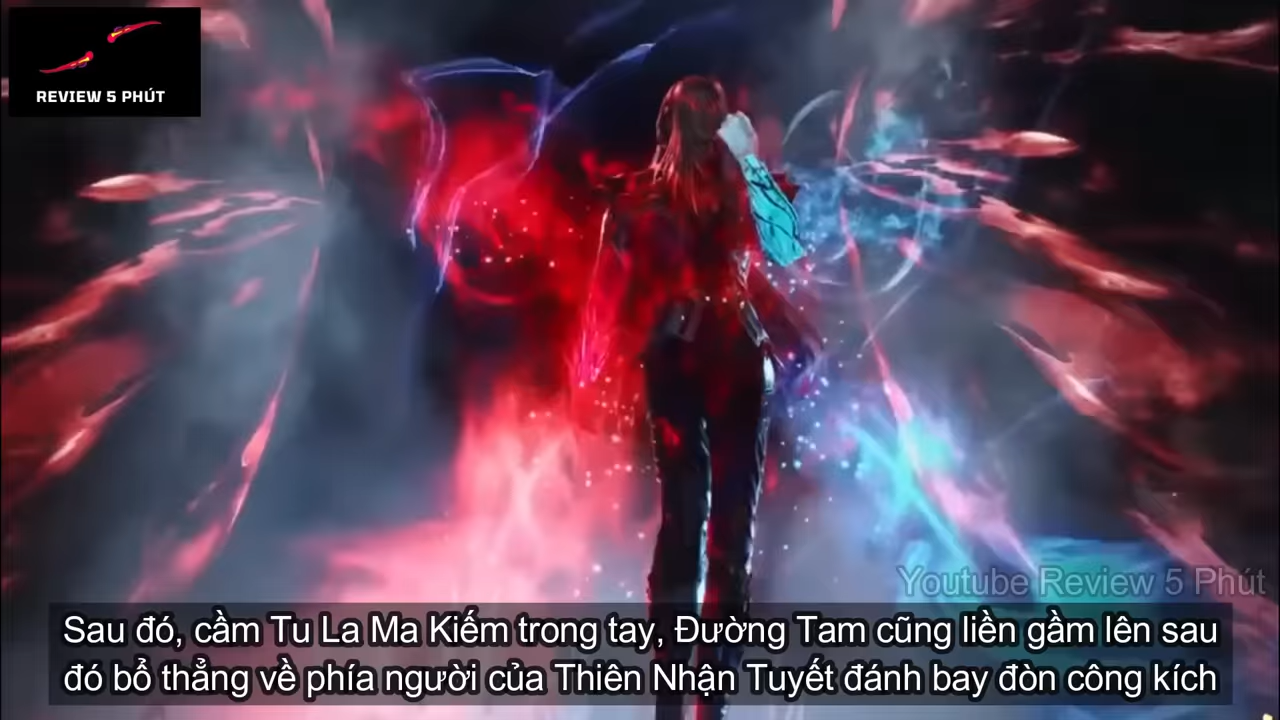 REVIEW 5 PHÚT
Youtube Review 5 Phút
Sau đó, cầm Tu La Ma Kiếm trong tay, Đường Tam cũng liền gầm lên sau
đó bổ thẳng về phía người của Thiên Nhận Tuyết đánh bay đòn công kích